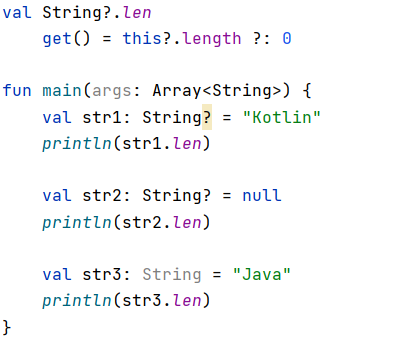 val String?.len
    get() = this?.length ?: 0

fun main(args: Array<String>) {
    val str1: String? = "Kotlin"
    println(str1.len)

    val str2: String? = null
    println(str2.len)

    val str3: String = "Java"
    println(str3.len)
}